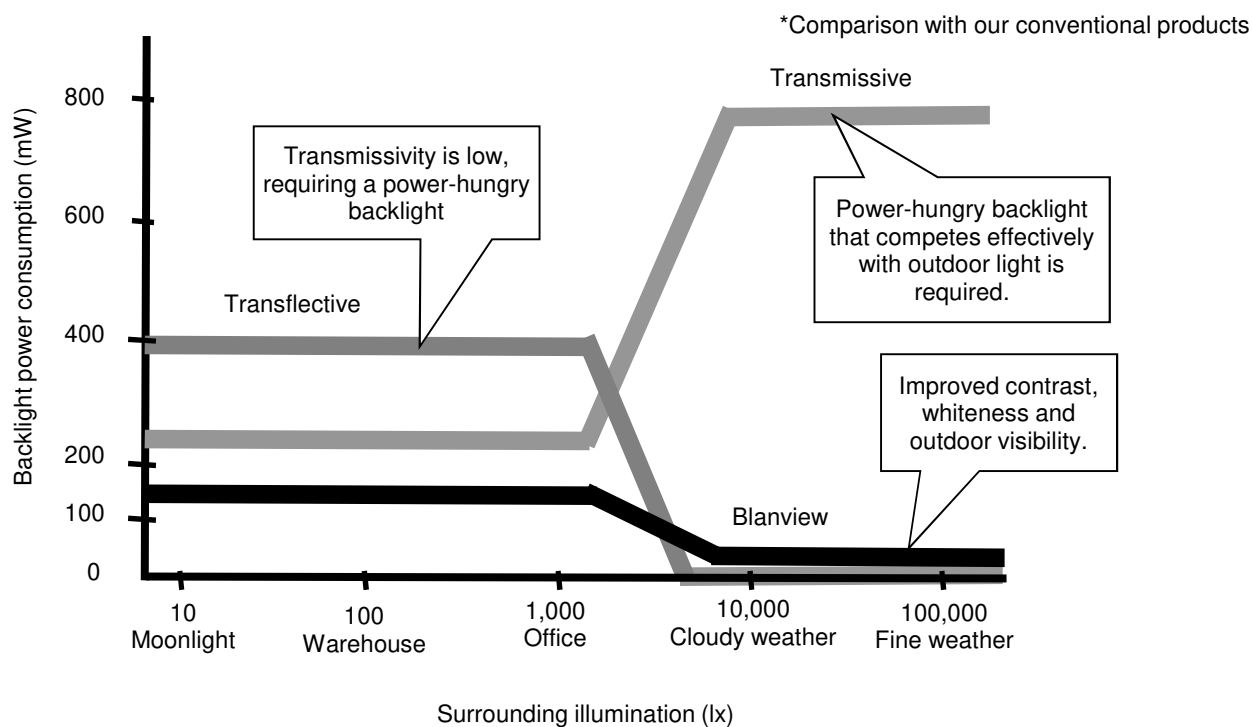 *Comparison with our conventional products
Transmissive
800
Transmissivity is low,
requiring a power-hungry
backlight
Power-hungry backlight
that competes effectively
with outdoor light is
required.
600
Backlight power consumption (mW)
Transflective
400
Improved contrast,
whiteness and
outdoor visibility.
200
100
Blanview
0
10
Moonlight
100
Warehouse
1,000
Office
10,000
Cloudy weather
100,000
Fine weather
Surrounding illumination (lx)